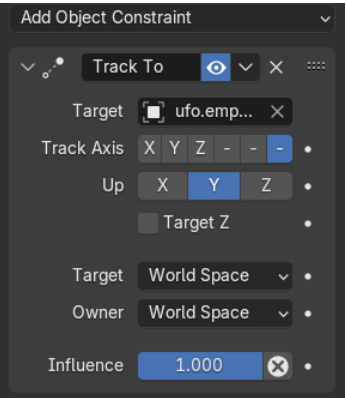 Add Object Constraint
Track To
Target ufo.emp...
Track Axis X Y Z - - -
Up X Y Z
Target Z
Target World Space
Owner World Space
Influence 1.000